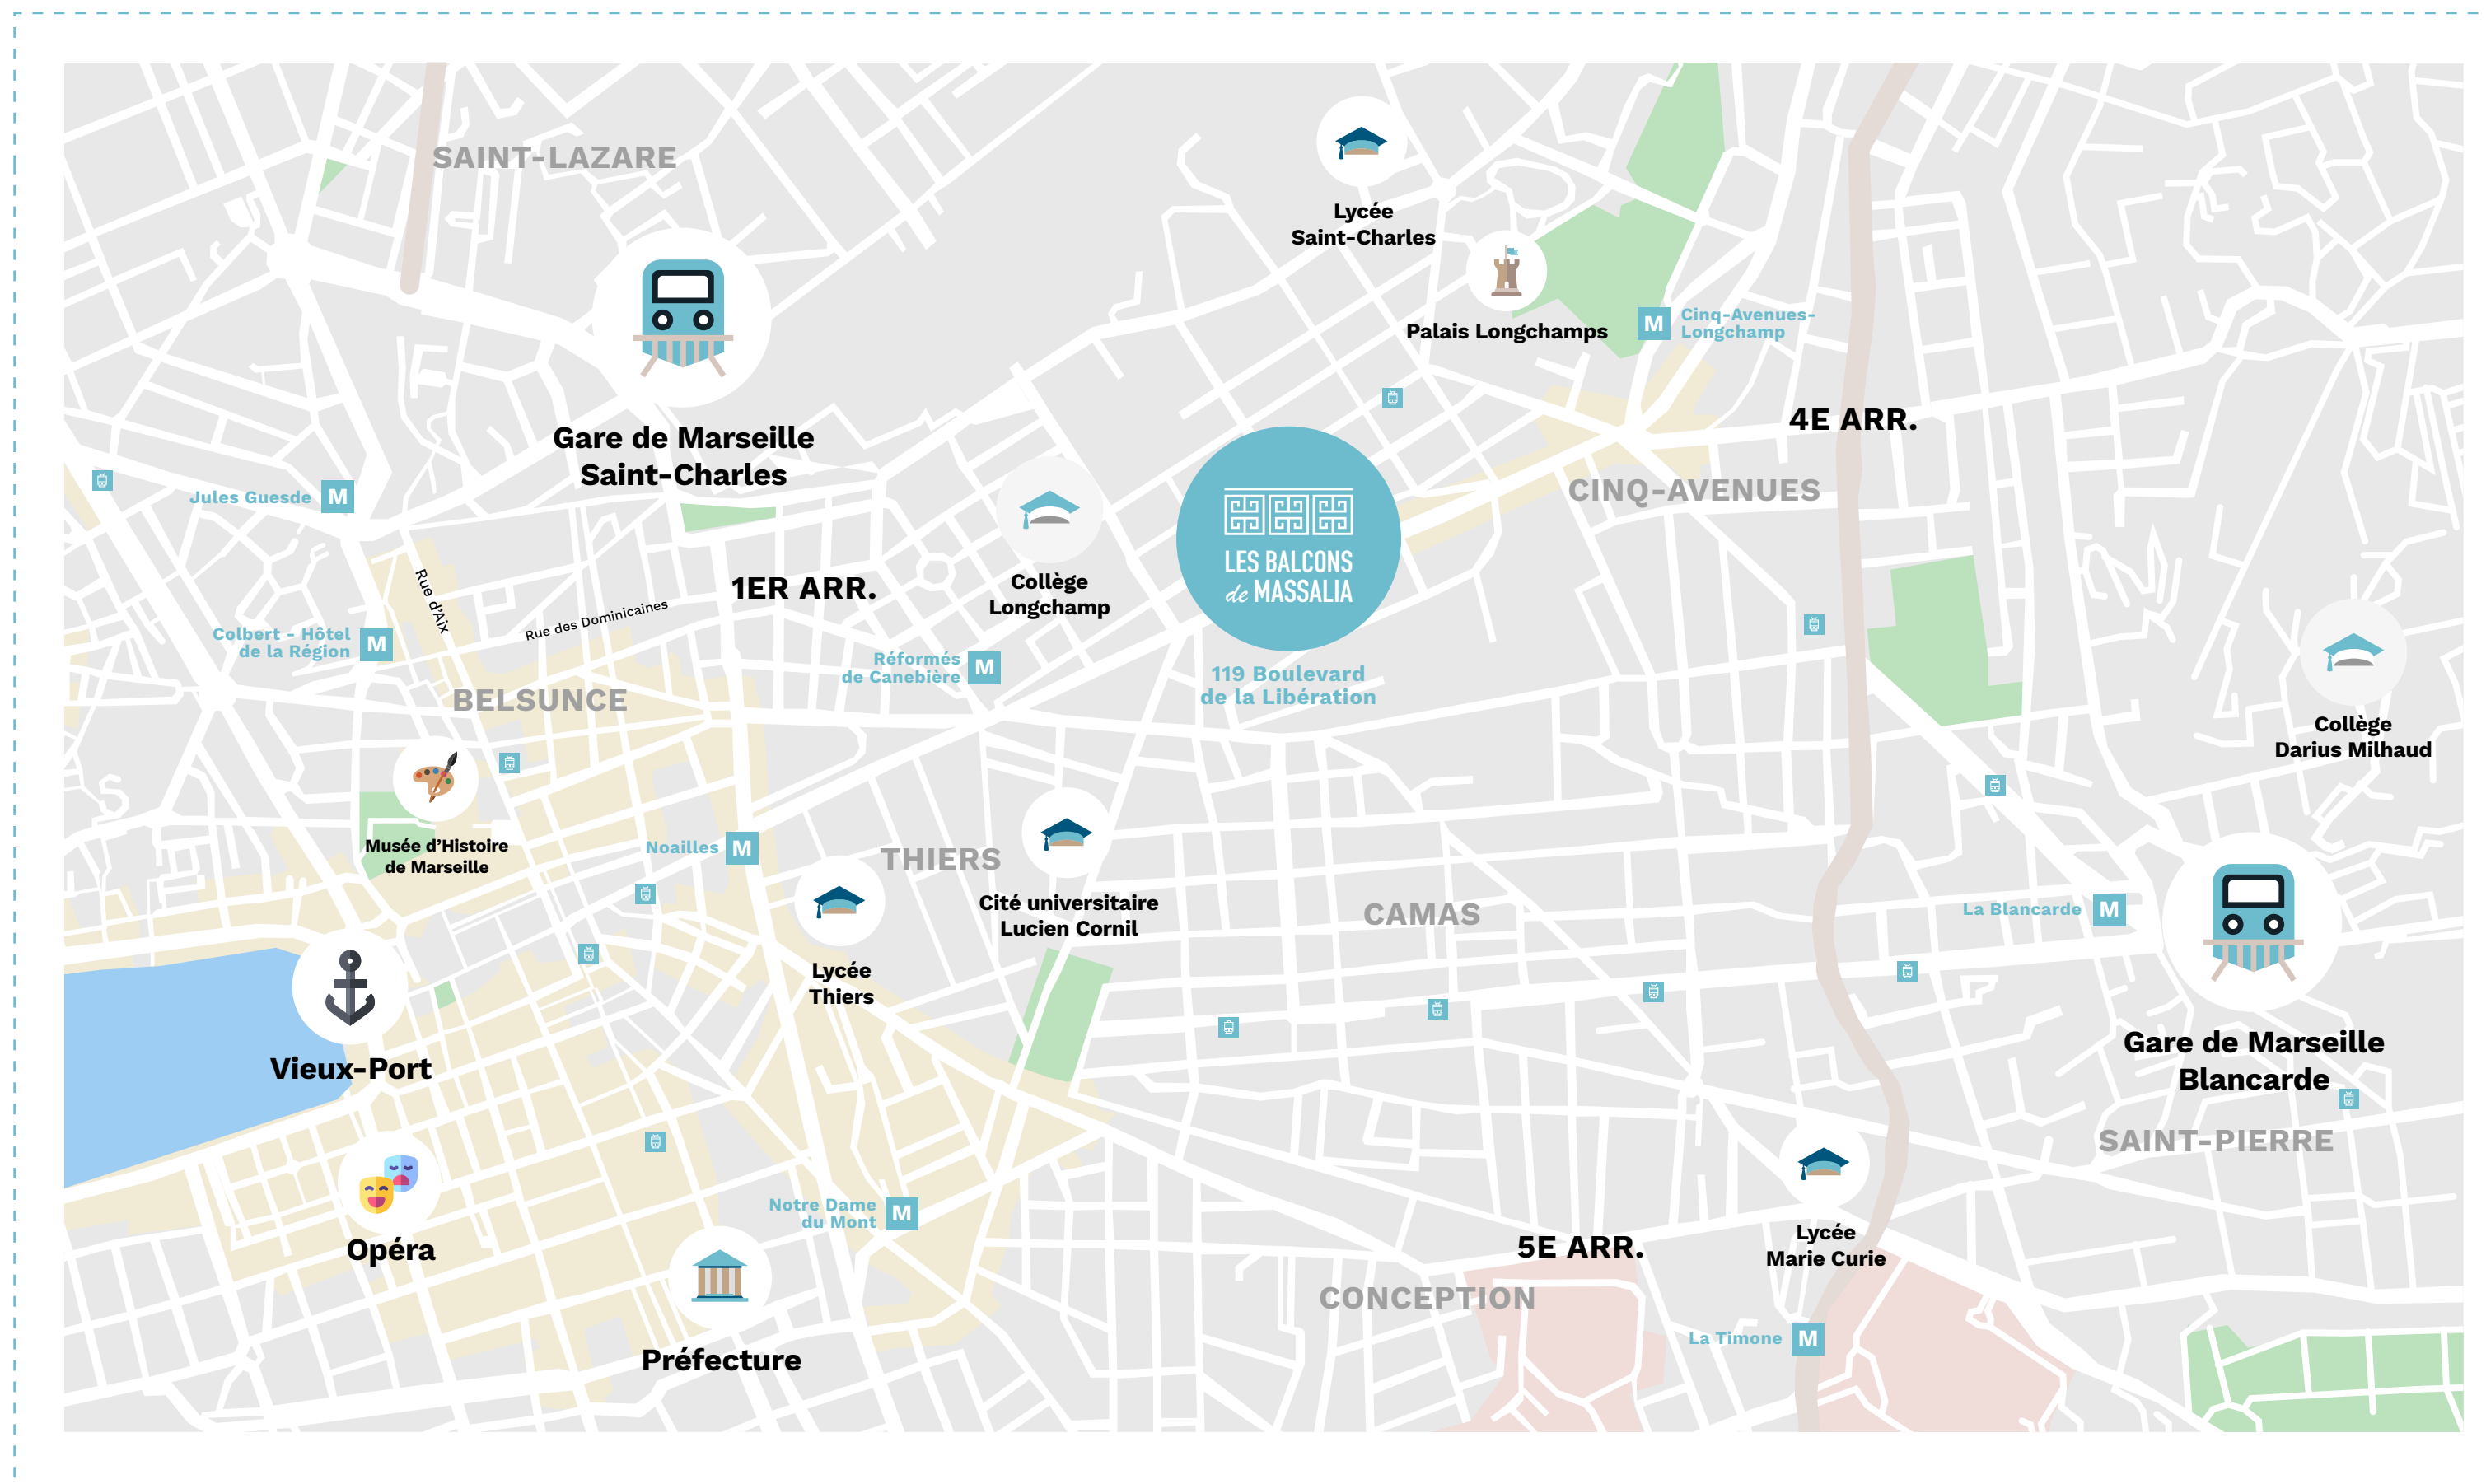 SAINT-LAZARE
Lycée
Saint-Charles
Palais Longchamps
M
Cinq-Avenues-
Longchamp
Gare de Marseille
Saint-Charles
4E ARR.
CINQ-AVENUES
Jules Guesde
M
LES BALCONS
de MASSALIA
119 Boulevard
de la Libération
Collège
Longchamp
1ER ARR.
Rue d'Aix
Rue des Dominicaines
Colbert - Hôtel
de la Région
M
Réformés
de Canebière
M
BELSUNCE
Collège
Darius Milhaud
Musée d’Histoire
de Marseille
Noailles
M
THIERS
Cité universitaire
Lucien Cornil
CAMAS
La Blancarde
M
Lycée
Thiers
Vieux-Port
Gare de Marseille
Blancarde
SAINT-PIERRE
Notre Dame
du Mont
M
Opéra
5E ARR.
Lycée
Marie Curie
CONCEPTION
La Timone
M
Préfecture